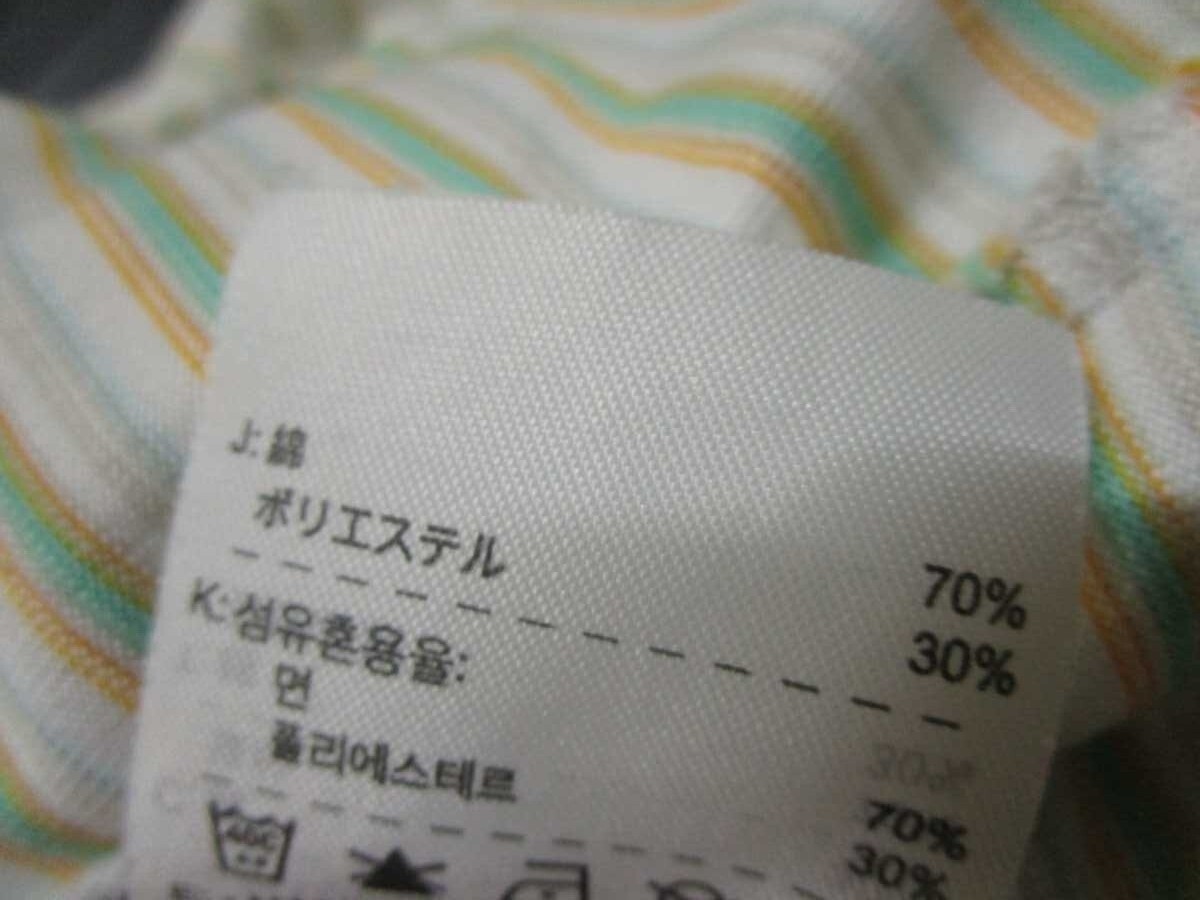 J: 綿 70%
ポリエステル 30%
K: 섬유혼용율:
면 70%
폴리에스테르 30%